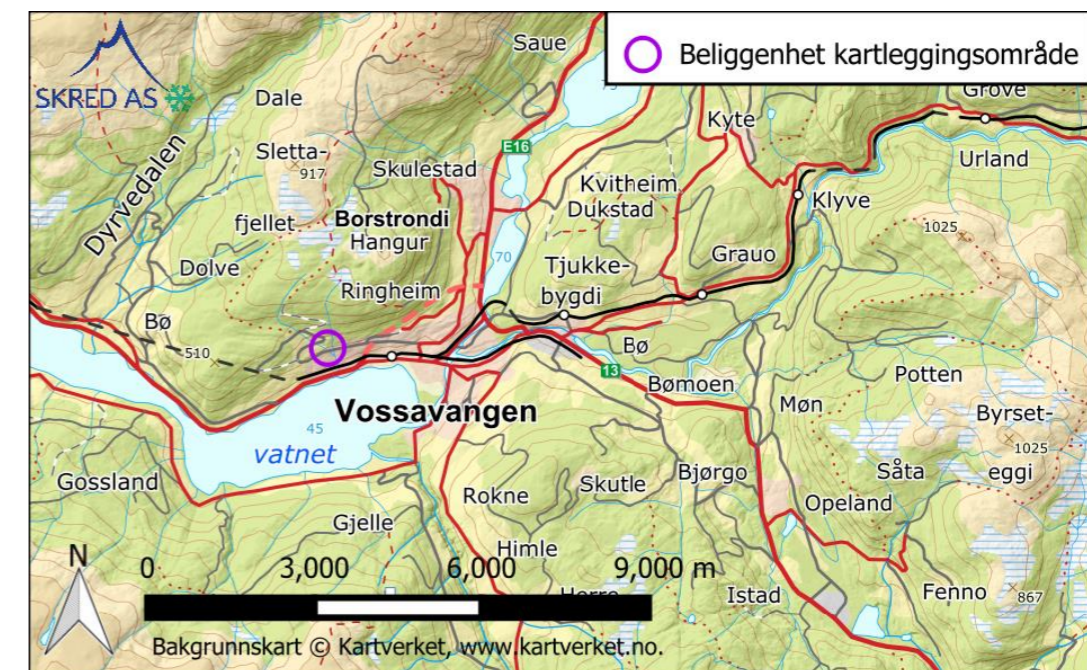 Beliggenhet kartleggingsområde
SKRED AS
Saue
Dale
Grove
Kyte
E16
Urland
Sletta-
917
Skulestad
Kvitheim
Dyrvedalen
Dukstad
Klyve
fjellet
Borstrondi
Hangur
1025
70
Grauo
Dolve
Tjukke-
bygdi
Ringheim
Bø
Bø
510
13
Bømoen
Potten
Vossavangen
Møn
Byrset-
45
vatnet
1025
eggi
Gossland
Bjørgo
Såta
Skutle
Rokne
Opeland
Gjelle
N
Himle
0 3,000 6,000 9,000 m
Istad
Fenno
867
Bakgrunnskart © Kartverket, www.kartverket.no.